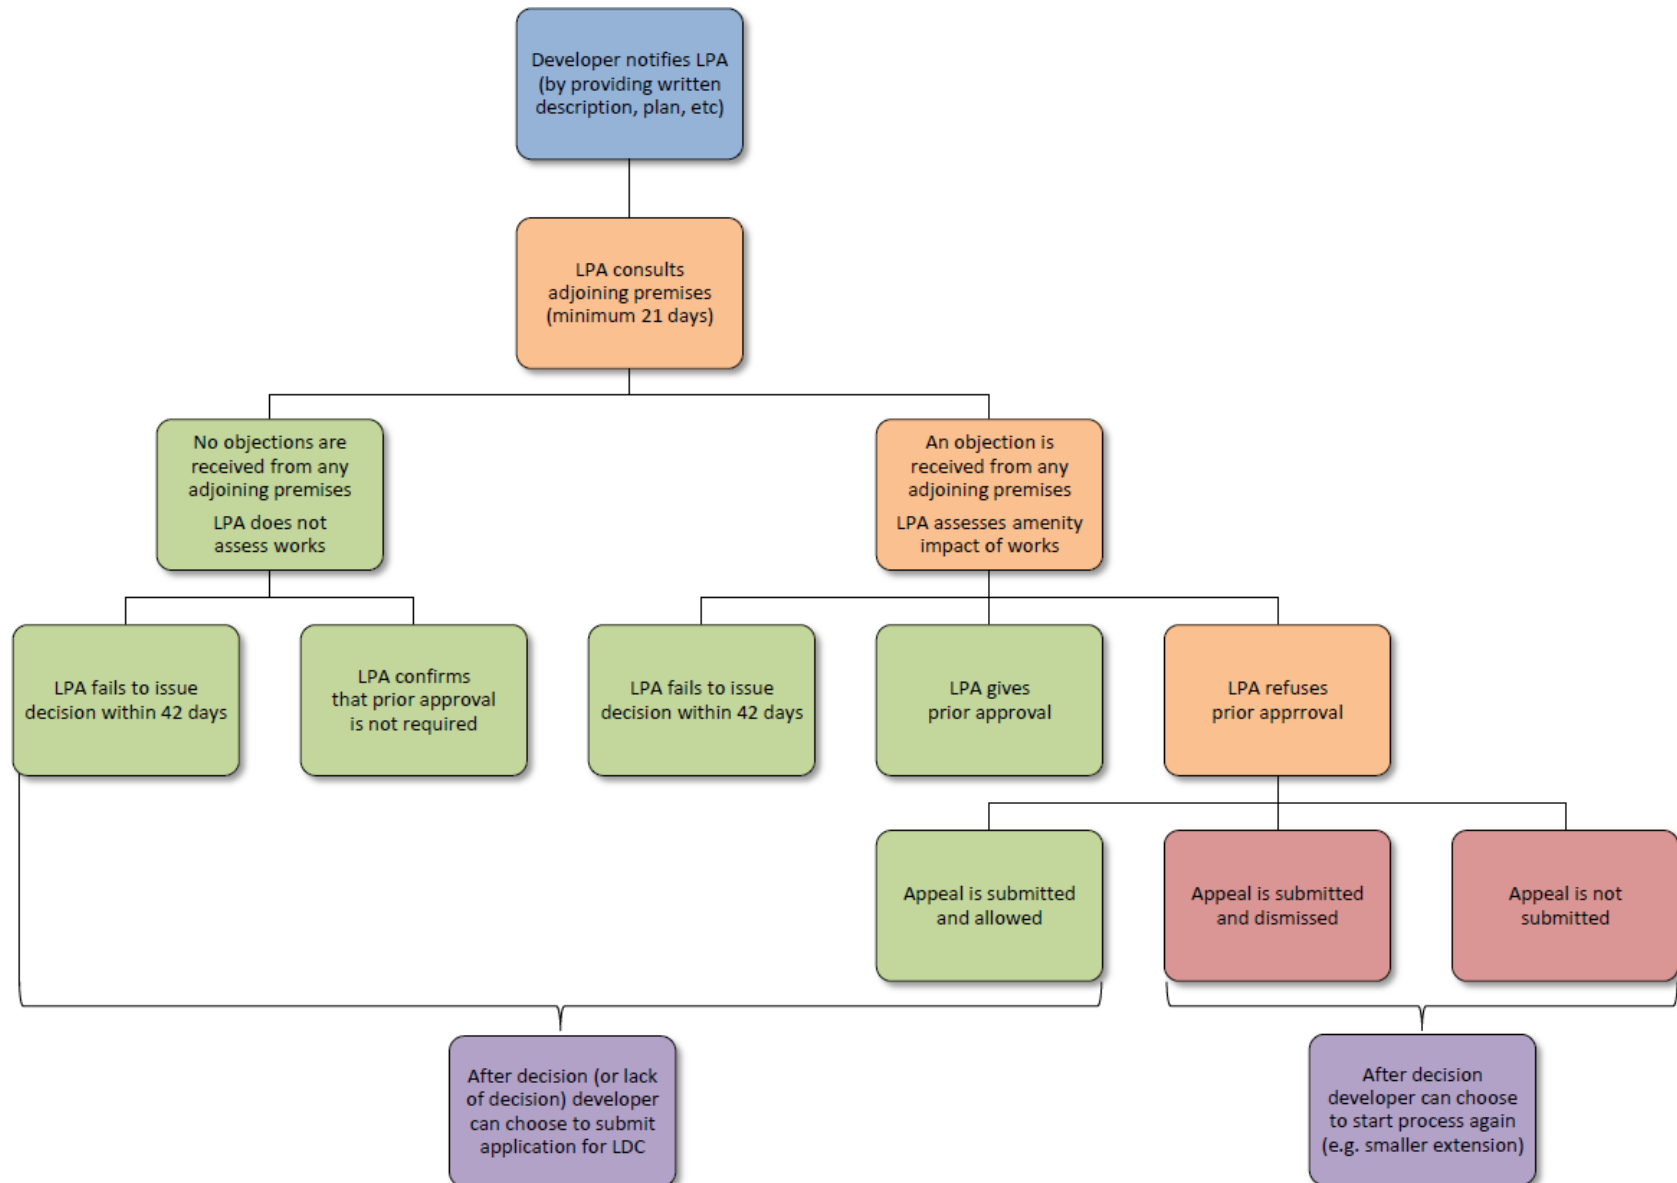 Developer notifies LPA
(by providing written
description, plan, etc)
LPA consults
adjoining premises
(minimum 21 days)
No objections are
received from any
adjoining premises
LPA does not
assess works
An objection is
received from any
adjoining premises
LPA assesses amenity
impact of works
LPA fails to issue
decision within 42 days
LPA confirms
that prior approval
is not required
LPA fails to issue
decision within 42 days
LPA gives
prior approval
LPA refuses
prior apprroval
Appeal is submitted
and allowed
Appeal is submitted
and dismissed
Appeal is not
submitted
After decision (or lack
of decision) developer
can choose to submit
application for LDC
After decision
developer can choose
to start process again
(e.g. smaller extension)